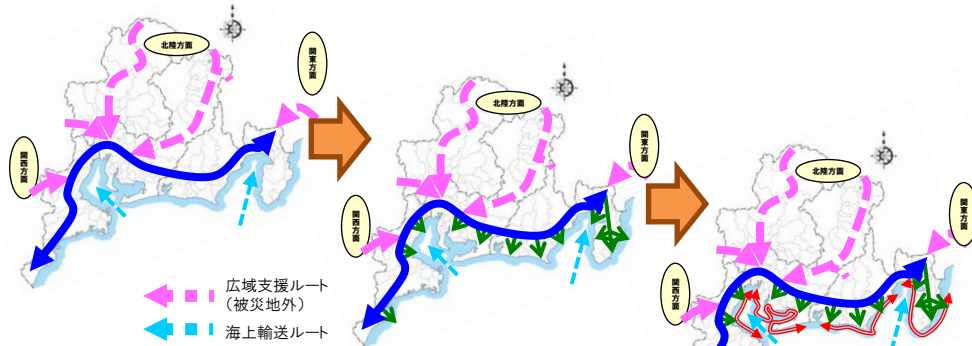 北陸方面
関東方面
関西方面
広域支援ルート
(被災地外)
海上輸送ルート
北陸方面
関東方面
関西方面
北陸方面
関東方面
関西方面